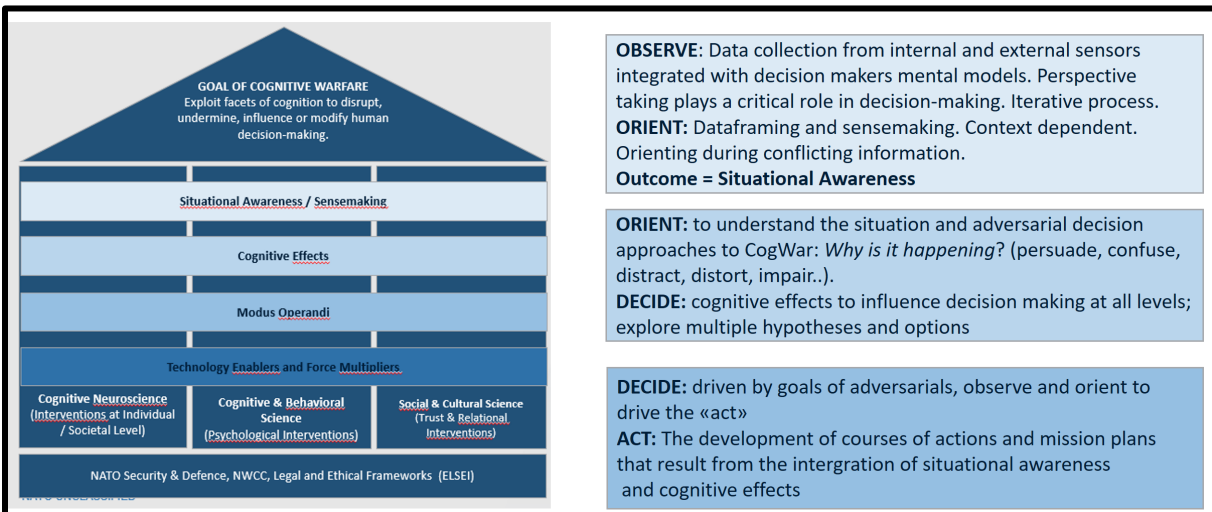 GOAL OF COGNITIVE WARFARE
Exploit facets of cognition to disrupt,
undermine, influence or modify human
decision-making.
Situational Awareness / Sensemaking
Cognitive Effects
Modus Operandi
Technology Enablers and Force Multipliers
Cognitive Neuroscience
(Interventions at Individual
/ Societal Level)
Cognitive & Behavioral
Science
(Psychological Interventions)
Social & Cultural Science
(Trust & Relational
Interventions)
NATO Security & Defence, NWCC, Legal and Ethical Frameworks (ELSEI)
NATO UNCLASSIFIED
OBSERVE: Data collection from internal and external sensors
integrated with decision makers mental models. Perspective
taking plays a critical role in decision-making. Iterative process.
ORIENT: Dataframing and sensemaking. Context dependent.
Orienting during conflicting information.
Outcome = Situational Awareness
ORIENT: to understand the situation and adversarial decision
approaches to CogWar: Why is it happening? (persuade, confuse,
distract, distort, impair..).
DECIDE: cognitive effects to influence decision making at all levels;
explore multiple hypotheses and options
DECIDE: driven by goals of adversarials, observe and orient to
drive the «act»
ACT: The development of courses of actions and mission plans
that result from the intergration of situational awareness
and cognitive effects